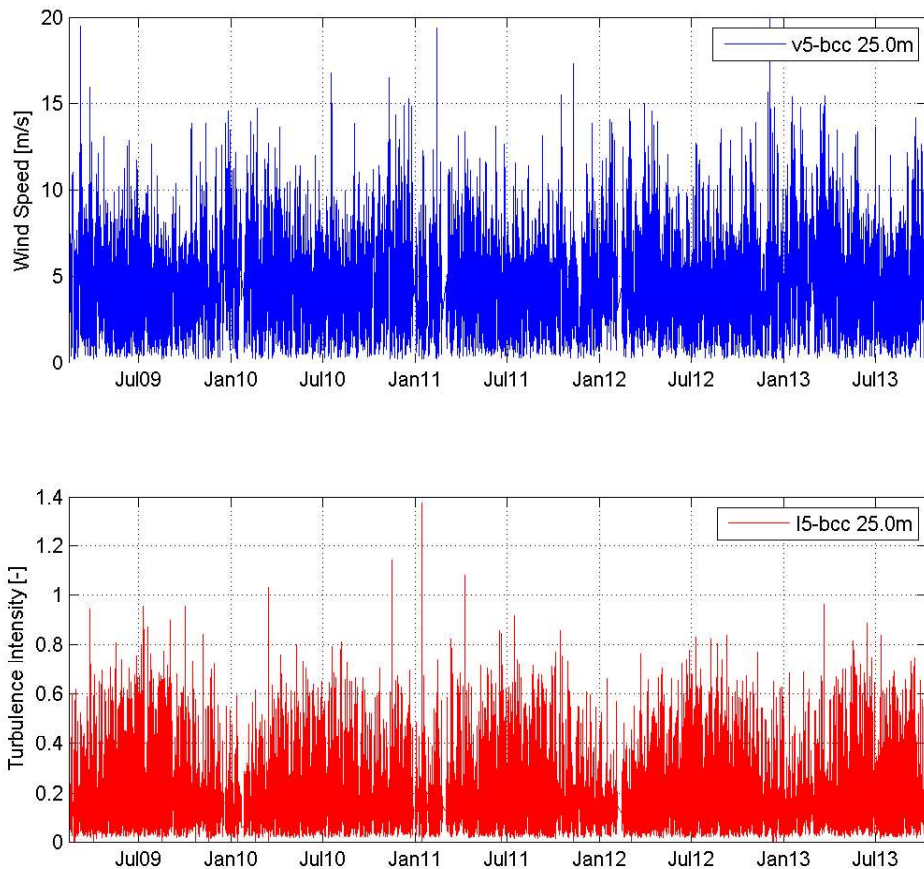 20
15
10
5
0
Wind Speed [m/s]
v5-bcc 25.0m
Jul09 Jan10 Jul10 Jan11 Jul11 Jan12 Jul12 Jan13 Jul13
1.4
1.2
1
0.8
0.6
0.4
0.2
0
Turbulence Intensity [-]
I5-bcc 25.0m
Jul09 Jan10 Jul10 Jan11 Jul11 Jan12 Jul12 Jan13 Jul13